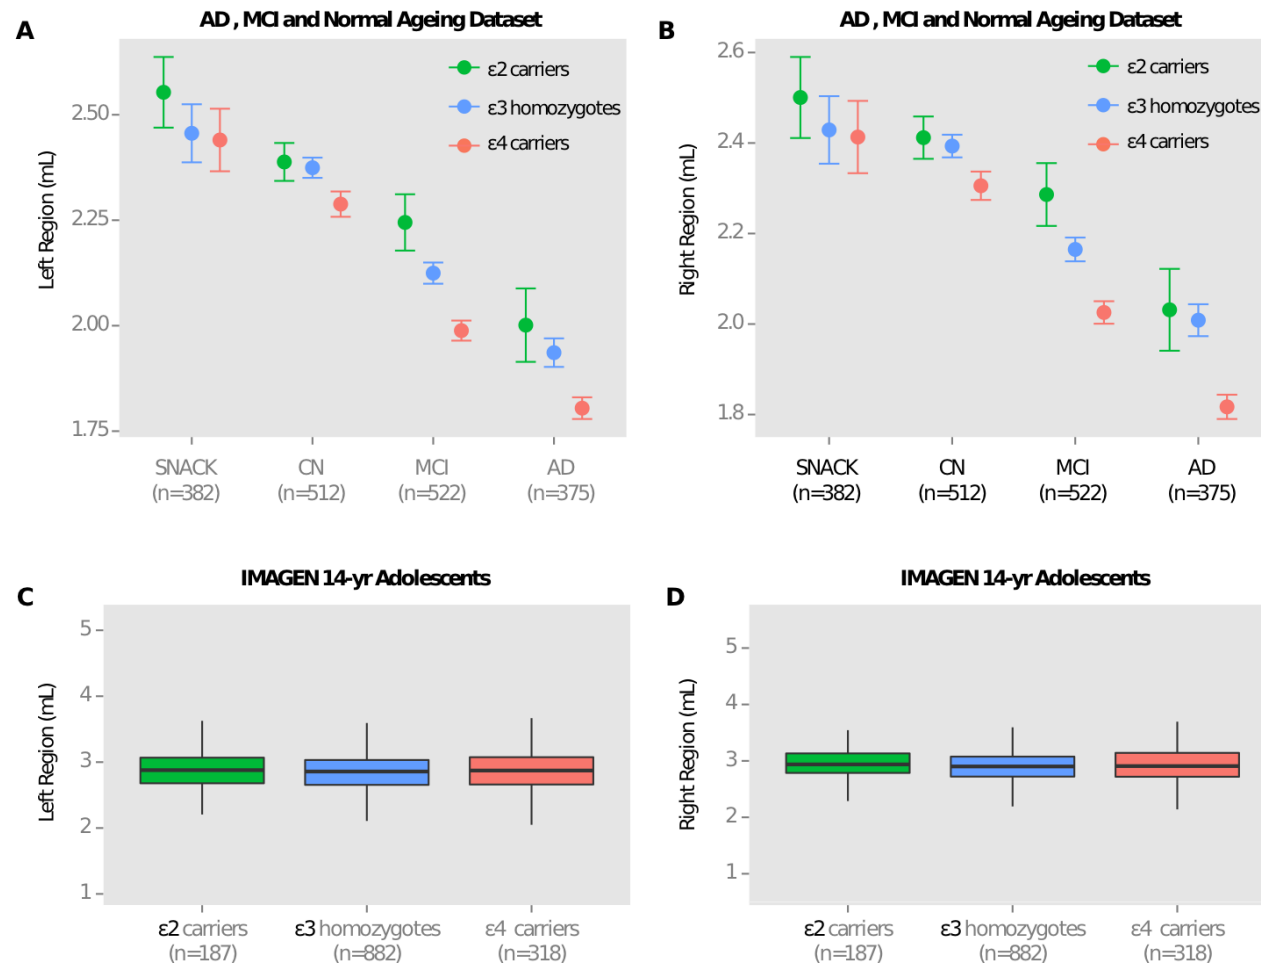 A
AD , MCI and Normal Ageing Dataset
ε2 carriers
ε3 homozygotes
ε4 carriers
Left Region (mL)
2.50
2.25
2.00
1.75
SNACK CN MCI AD
(n=382) (n=512) (n=522) (n=375)
B
AD , MCI and Normal Ageing Dataset
ε2 carriers
ε3 homozygotes
ε4 carriers
Right Region (mL)
2.6
2.4
2.2
2.0
1.8
SNACK CN MCI AD
(n=382) (n=512) (n=522) (n=375)
C
IMAGEN 14-yr Adolescents
Left Region (mL)
5
4
3
2
1
ε2 carriers ε3 homozygotes ε4 carriers
(n=187) (n=882) (n=318)
D
IMAGEN 14-yr Adolescents
Right Region (mL)
5
4
3
2
1
ε2 carriers ε3 homozygotes ε4 carriers
(n=187) (n=882) (n=318)